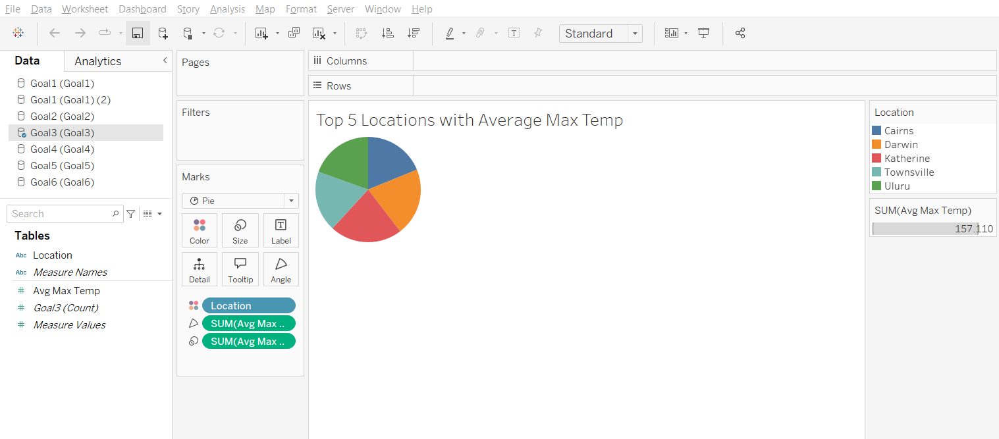 File Data Worksheet Dashboard Story Analysis Map Format Server Window Help
Standard
Data Analytics
Goal1 (Goal1)
Goal1 (Goal1) (2)
Goal2 (Goal2)
Goal3 (Goal3)
Goal4 (Goal4)
Goal5 (Goal5)
Goal6 (Goal6)
Search
Tables
Abc Location
Abc Measure Names
Avg Max Temp
Goal3 (Count)
Measure Values
Pages
Filters
Marks
Pie
Color Size Label
Detail Tooltip Angle
Location
SUM(Avg Max ..
SUM(Avg Max ..
Columns
Rows
Top 5 Locations with Average Max Temp
Location
Cairns
Darwin
Katherine
Townsville
Uluru
SUM(Avg Max Temp)
157.110